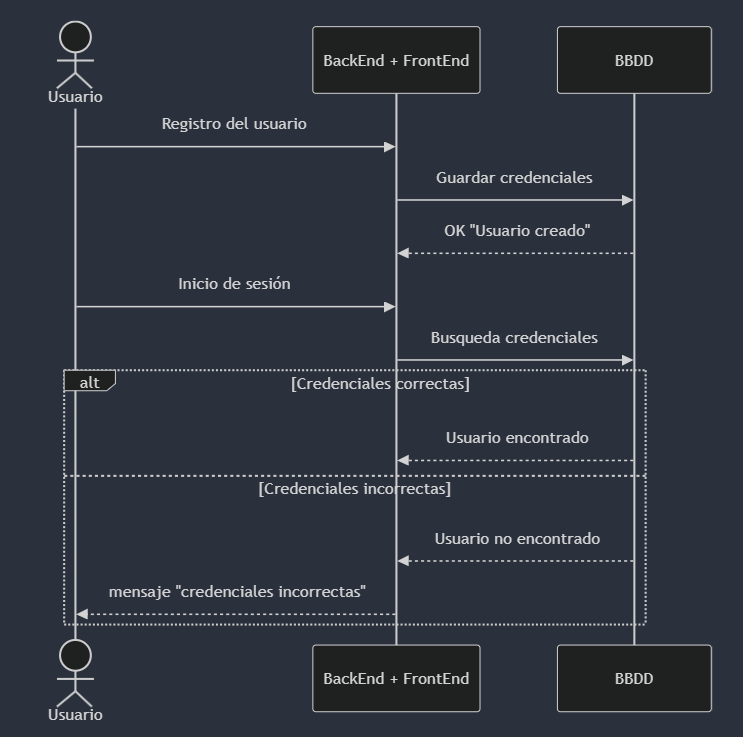 Usuario
BackEnd + FrontEnd
BBDD
Registro del usuario
Guardar credenciales
OK "Usuario creado"
Inicio de sesión
Busqueda credenciales
alt
[Credenciales correctas]
Usuario encontrado
[Credenciales incorrectas]
Usuario no encontrado
mensaje "credenciales incorrectas"
Usuario
BackEnd + FrontEnd
BBDD